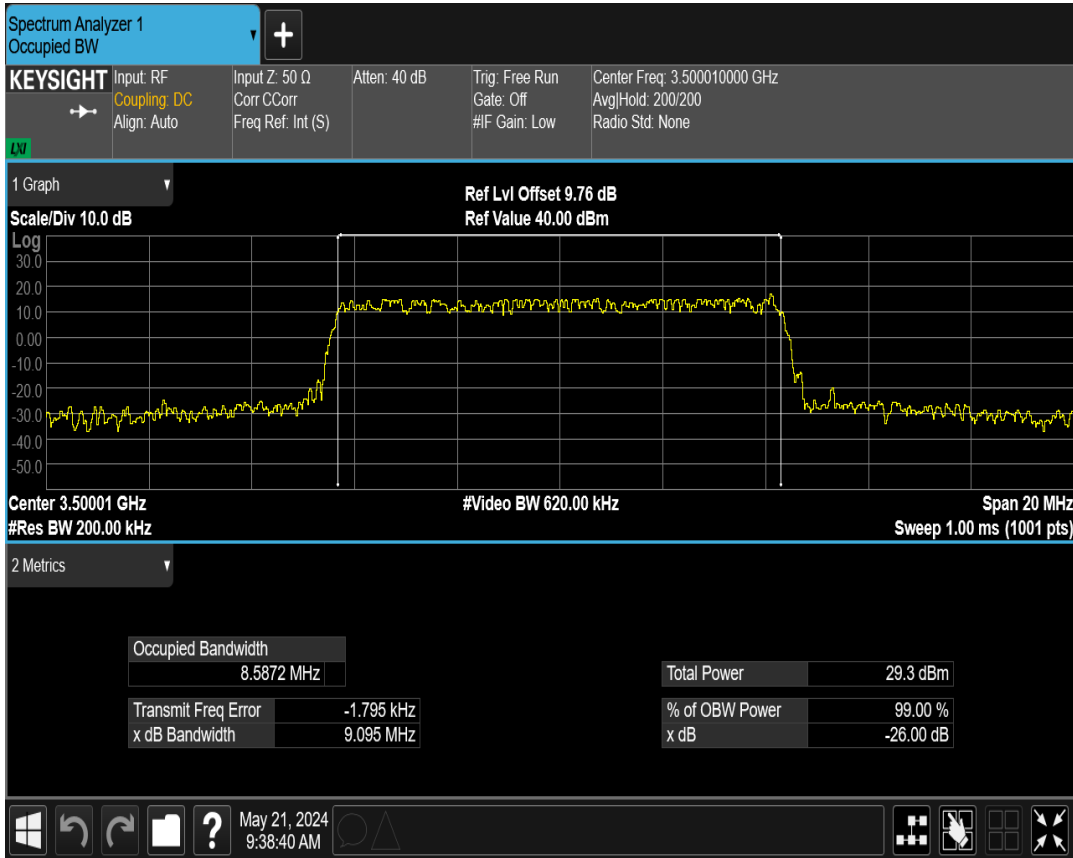 Spectrum Analyzer 1
Occupied BW
+
KEYSIGHT
LXI
Input: RF
Coupling: DC
Align: Auto
Input Z: 50 Ω
Corr CCorr
Freq Ref: Int (S)
Atten: 40 dB
Trig: Free Run
Gate: Off
#IF Gain: Low
Center Freq: 3.500010000 GHz
Avg|Hold: 200/200
Radio Std: None
1 Graph
Scale/Div 10.0 dB
Ref Lvl Offset 9.76 dB
Ref Value 40.00 dBm
Log
30.0
20.0
10.0
0.00
-10.0
-20.0
-30.0
-40.0
-50.0
Center 3.50001 GHz
#Video BW 620.00 kHz
Span 20 MHz
#Res BW 200.00 kHz
Sweep 1.00 ms (1001 pts)
2 Metrics
Occupied Bandwidth
8.5872 MHz
Total Power 29.3 dBm
Transmit Freq Error -1.795 kHz
% of OBW Power 99.00 %
x dB Bandwidth 9.095 MHz
x dB -26.00 dB
?
May 21, 2024
9:38:40 AM